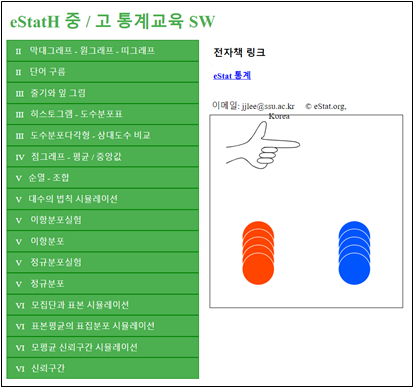 eStatH 중 / 고 통계교육 SW
II 막대그래프 - 원그래프 - 띠그래프
II 단어 구름
III 줄기와 잎 그림
III 히스토그램 - 도수분포표
III 도수분포다각형 - 상대도수 비교
IV 점그래프 - 평균 / 중앙값
V 순열 - 조합
V 대수의 법칙 시뮬레이션
V 이항분포실험
V 이항분포
V 정규분포실험
V 정규분포
VI 모집단과 표본 시뮬레이션
VI 표본평균의 표집분포 시뮬레이션
VI 모평균 신뢰구간 시뮬레이션
VI 신뢰구간
전자책 링크
eStat 통계
이메일: jjlee@ssu.ac.kr © eStat.org,
Korea